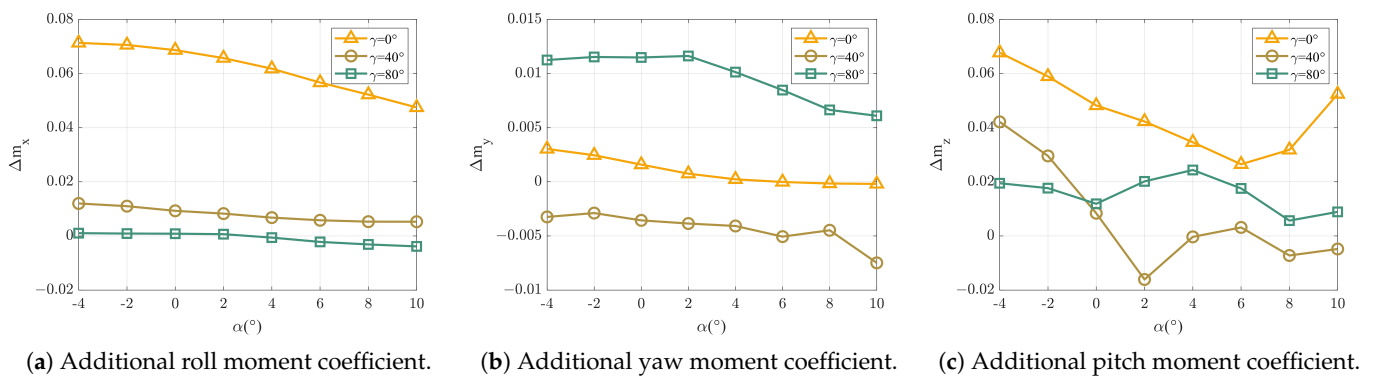 0.08
0.06
0.04
0.02
0
−0.02
Δmx
-4 -2 0 2 4 6 8 10
α(°)
γ=0°
γ=40°
γ=80°
(a) Additional roll moment coefficient.
0.015
0.01
0.005
0
−0.005
−0.01
Δmy
-4 -2 0 2 4 6 8 10
α(°)
γ=0°
γ=40°
γ=80°
(b) Additional yaw moment coefficient.
0.08
0.06
0.04
0.02
0
−0.02
Δmz
-4 -2 0 2 4 6 8 10
α(°)
γ=0°
γ=40°
γ=80°
(c) Additional pitch moment coefficient.